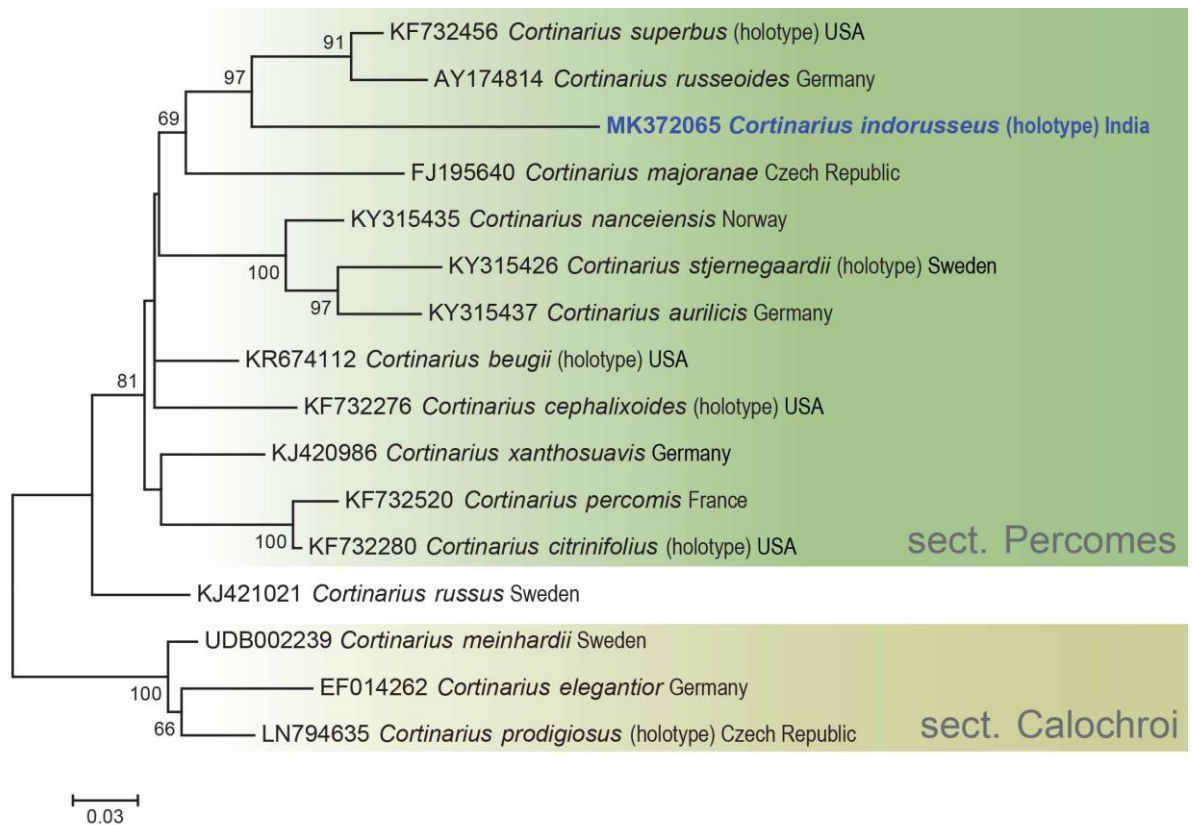 91
KF732456 Cortinarius superbus (holotype) USA
97
AY174814 Cortinarius russeoides Germany
69
MK372065 Cortinarius indorusseus (holotype) India
FJ195640 Cortinarius majoranae Czech Republic
KY315435 Cortinarius nanceiensis Norway
100
KY315426 Cortinarius stjernegaardii (holotype) Sweden
97
KY315437 Cortinarius aurilicis Germany
KR674112 Cortinarius beugii (holotype) USA
81
KF732276 Cortinarius cephalixoides (holotype) USA
KJ420986 Cortinarius xanthosuavis Germany
KF732520 Cortinarius percomis France
100
KF732280 Cortinarius citrinifolius (holotype) USA
sect. Percomes
KJ421021 Cortinarius russus Sweden
UDB002239 Cortinarius meinhardii Sweden
100
EF014262 Cortinarius elegantior Germany
66
LN794635 Cortinarius prodigiosus (holotype) Czech Republic
sect. Calochroi
0.03